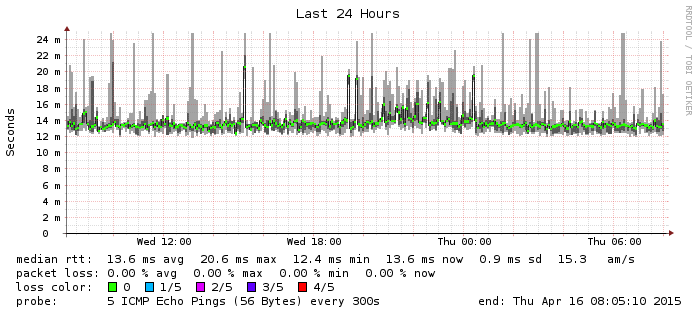 Last 24 Hours
RRDTOOL / TOBI OETIKER
Seconds
24 m
22 m
20 m
18 m
16 m
14 m
12 m
10 m
8 m
6 m
4 m
2 m
0
Wed 12:00 Wed 18:00 Thu 00:00 Thu 06:00
median rtt: 13.6 ms avg 20.6 ms max 12.4 ms min 13.6 ms now 0.9 ms sd 15.3 am/s
packet loss: 0.00 % avg 0.00 % max 0.00 % min 0.00 % now
loss color: 0 1/5 2/5 3/5 4/5
probe: 5 ICMP Echo Pings (56 Bytes) every 300s end: Thu Apr 16 08:05:10 2015